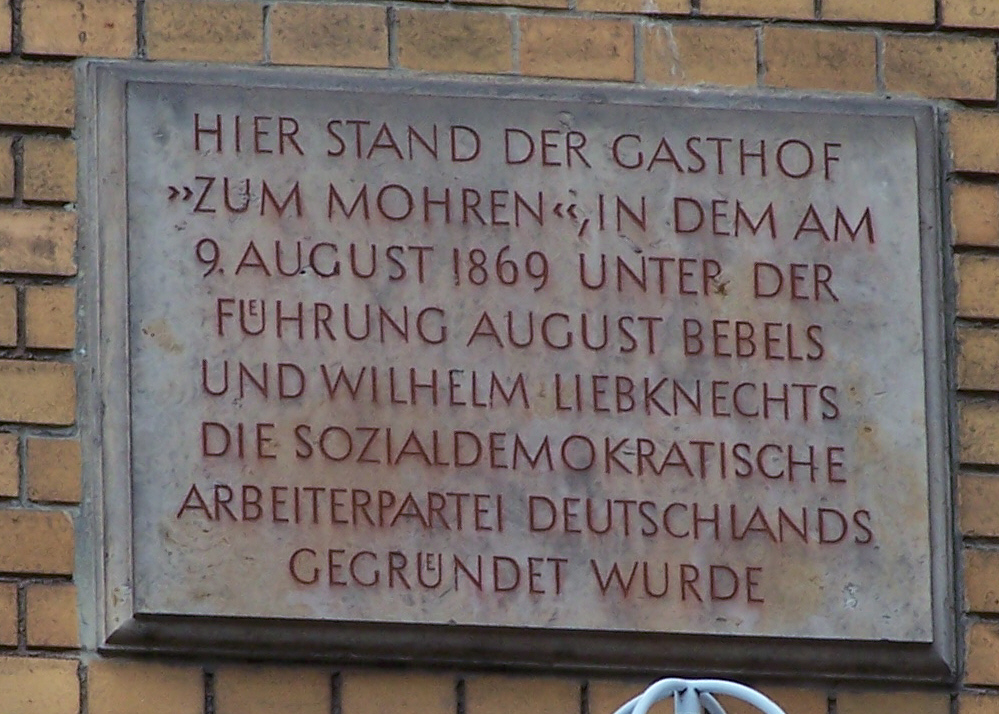 HIER STAND DER GASTHOF
»ZUM MOHREN«, IN DEM AM
9. AUGUST 1869 UNTER DER
FÜHRUNG AUGUST BEBELS
UND WILHELM LIEBKNECHTS
DIE SOZIALDEMOKRATISCHE
ARBEITERPARTEI DEUTSCHLANDS
GEGRÜNDET WURDE